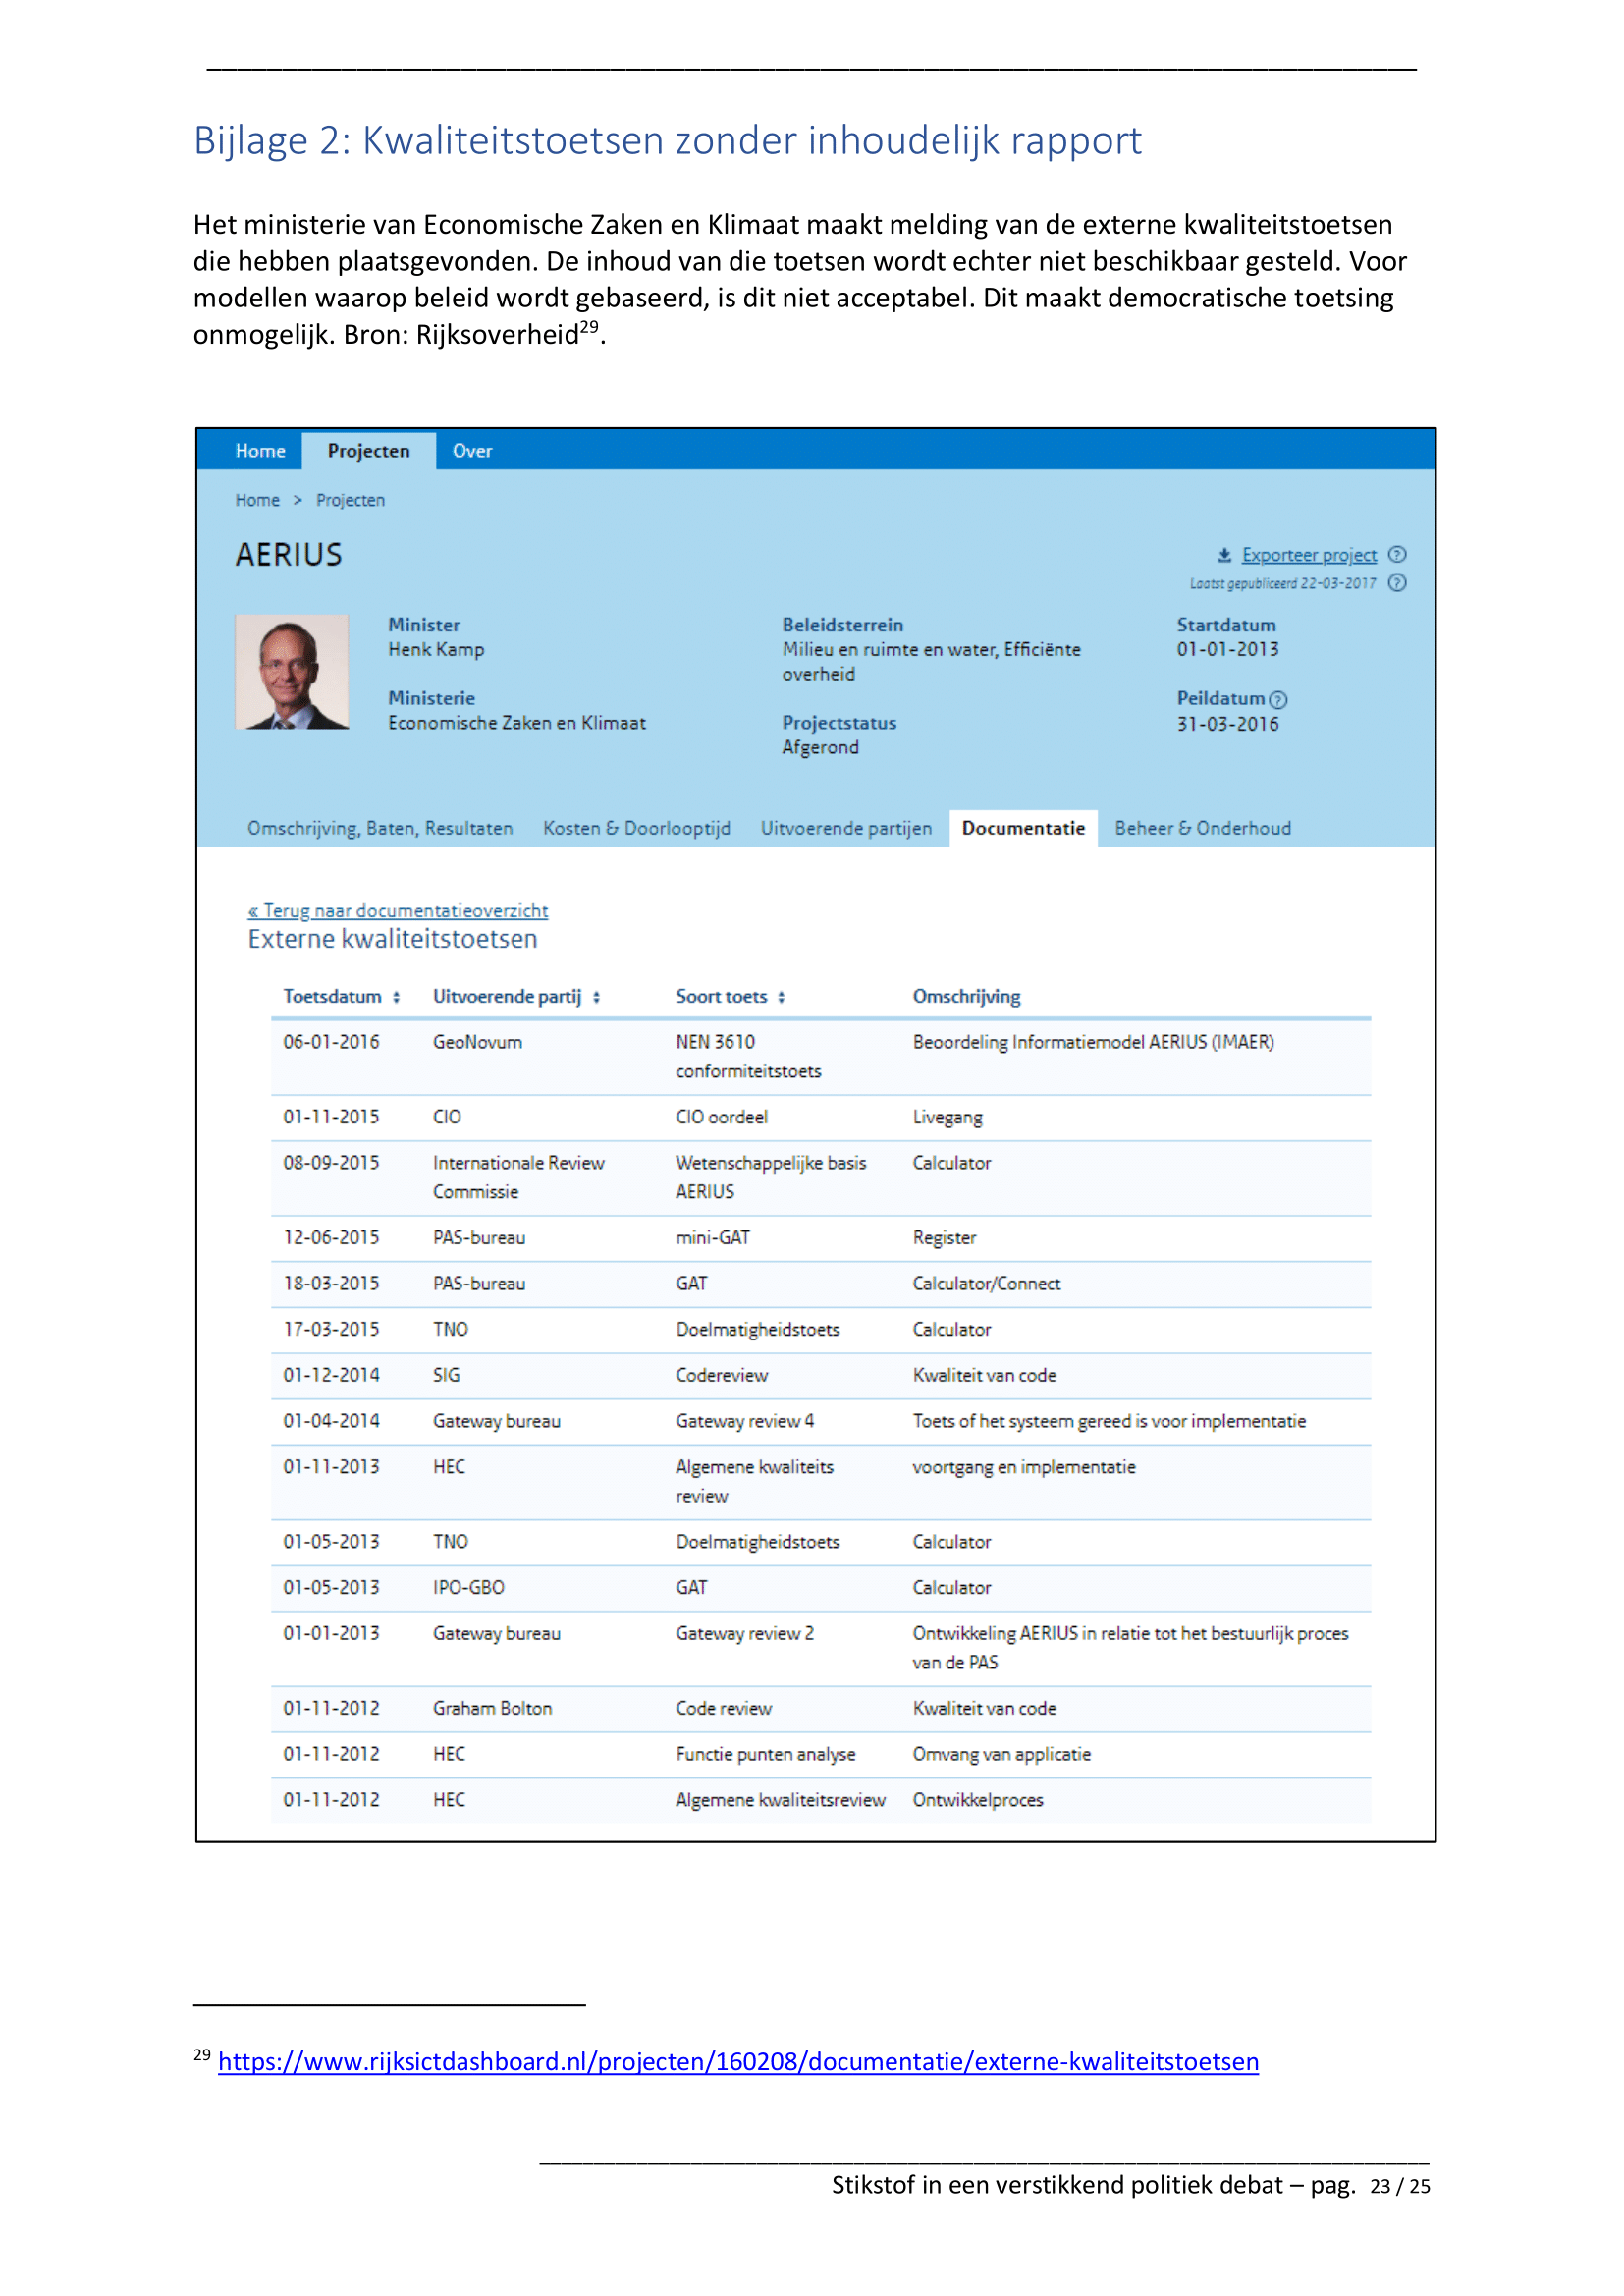 Bijlage 2: Kwaliteitstoetsen zonder inhoudelijk rapport
Het ministerie van Economische Zaken en Klimaat maakt melding van de externe kwaliteitstoetsen
die hebben plaatsgevonden. De inhoud van die toetsen wordt echter niet beschikbaar gesteld. Voor
modellen waarop beleid wordt gebaseerd, is dit niet acceptabel. Dit maakt democratische toetsing
onmogelijk. Bron: Rijksoverheid29.
Home Projecten Over
Home > Projecten
AERIUS
Exporteer project ?
Laatst gepubliceerd 22-03-2017 ?
Minister Beleidsterrein Startdatum
Henk Kamp Milieu en ruimte en water, Efficiënte 01-01-2013
overheid
Ministerie Peildatum ?
Economische Zaken en Klimaat Projectstatus 31-03-2016
Afgerond
Omschrijving, Baten, Resultaten Kosten & Doorlooptijd Uitvoerende partijen Documentatie Beheer & Onderhoud
« Terug naar documentatieoverzicht
Externe kwaliteitstoetsen
Toetsdatum Uitvoerende partij Soort toets Omschrijving
06-01-2016 GeoNovum NEN 3610 Beoordeling Informatiemodel AERIUS (IMAER)
conformiteitstoets
01-11-2015 CIO CIO oordeel Livegang
08-09-2015 Internationale Review Wetenschappelijke basis Calculator
Commissie AERIUS
12-06-2015 PAS-bureau mini-GAT Register
18-03-2015 PAS-bureau GAT Calculator/Connect
17-03-2015 TNO Doelmatigheidstoets Calculator
01-12-2014 SIG Codereview Kwaliteit van code
01-04-2014 Gateway bureau Gateway review 4 Toets of het systeem gereed is voor implementatie
01-11-2013 HEC Algemene kwaliteits voortgang en implementatie
review
01-05-2013 TNO Doelmatigheidstoets Calculator
01-05-2013 IPO-GBO GAT Calculator
01-01-2013 Gateway bureau Gateway review 2 Ontwikkeling AERIUS in relatie tot het bestuurlijk proces
van de PAS
01-11-2012 Graham Bolton Code review Kwaliteit van code
01-11-2012 HEC Functie punten analyse Omvang van applicatie
01-11-2012 HEC Algemene kwaliteitsreview Ontwikkelproces
29 https://www.rijksictdashboard.nl/projecten/160208/documentatie/externe-kwaliteitstoetsen
Stikstof in een verstikkend politiek debat – pag. 23 / 25